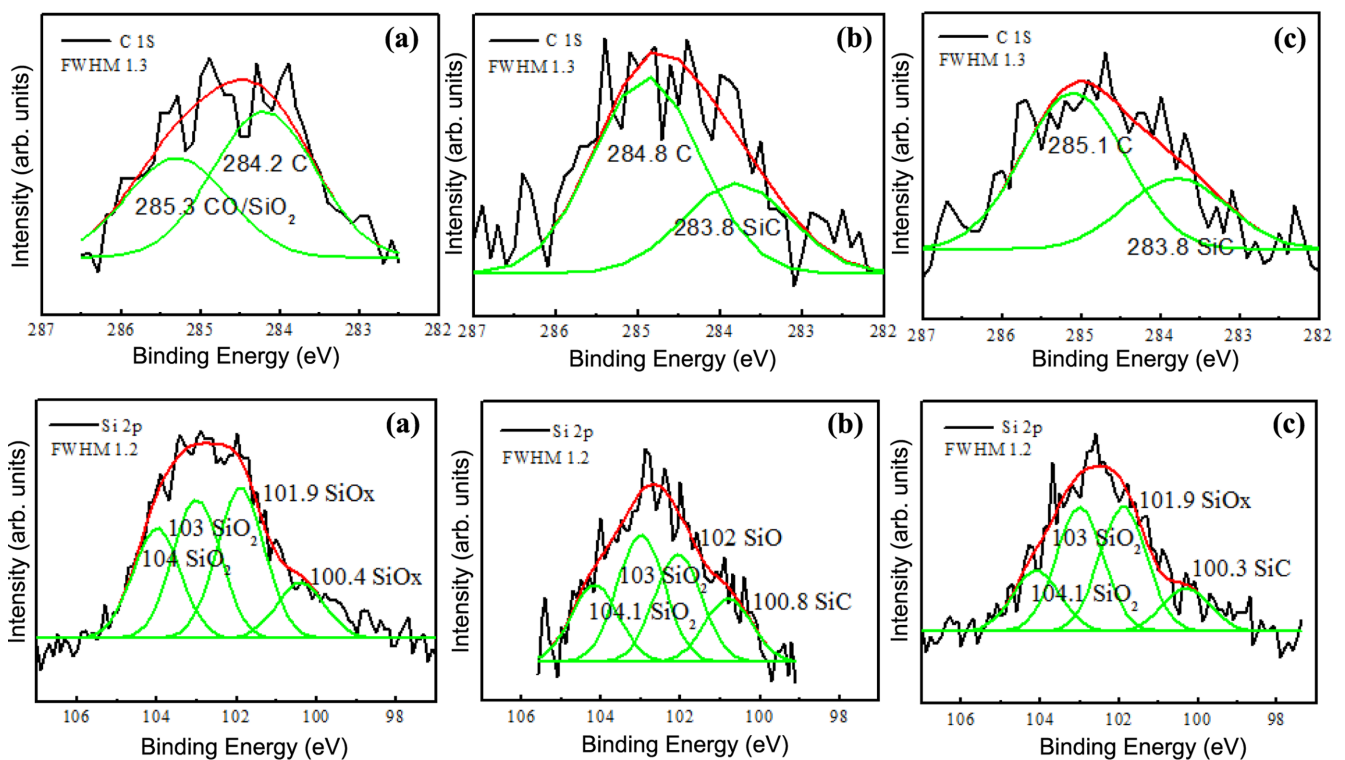 C 1S
(a)
FWHM 1.3
284.2 C
285.3 CO/SiO2
Intensity (arb. units)
287 286 285 284 283 282
Binding Energy (eV)
C 1S
(b)
FWHM 1.3
284.8 C
283.8 SiC
Intensity (arb. units)
287 286 285 284 283 282
Binding Energy (eV)
C 1S
(c)
FWHM 1.3
285.1 C
283.8 SiC
Intensity (arb. units)
287 286 285 284 283 282
Binding Energy (eV)
Si 2p
(a)
FWHM 1.2
101.9 SiOx
103 SiO2
104 SiO2
100.4 SiOx
Intensity (arb. units)
106 104 102 100 98
Binding Energy (eV)
Si 2p
(b)
FWHM 1.2
102 SiO
103 SiO2
104.1 SiO2
100.8 SiC
Intensity (arb. units)
106 104 102 100 98
Binding Energy (eV)
Si 2p
(c)
FWHM 1.2
101.9 SiOx
103 SiO2
104.1 SiO2
100.3 SiC
Intensity (arb. units)
106 104 102 100 98
Binding Energy (eV)